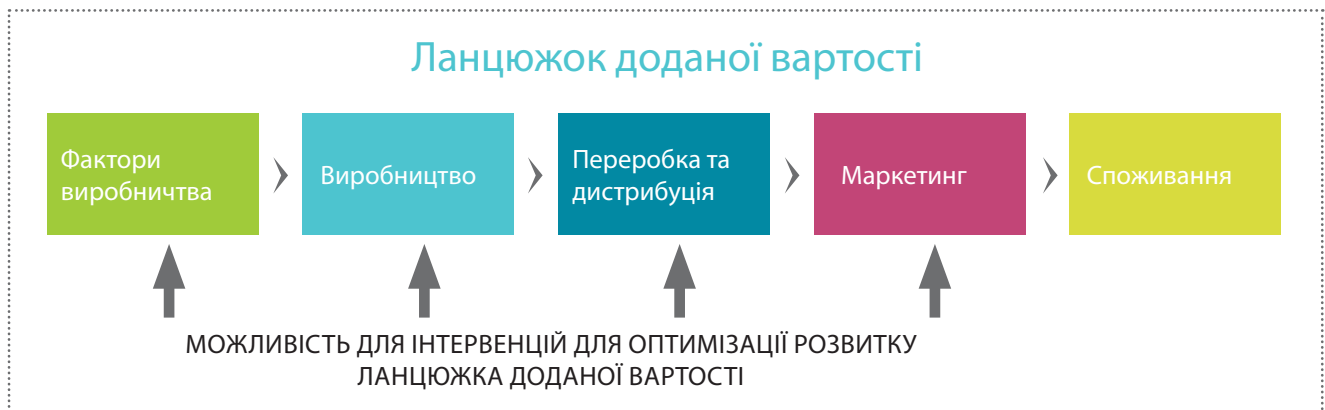 Ланцюжок доданої вартості
Фактори
виробничтва
Виробництво
Переробка та
дистрибуція
Маркетинг
Споживання
МОЖЛИВІСТЬ ДЛЯ ІНТЕРВЕНЦІЙ ДЛЯ ОПТИМІЗАЦІЇ РОЗВИТКУ
ЛАНЦЮЖКА ДОДАНОЇ ВАРТОСТІ